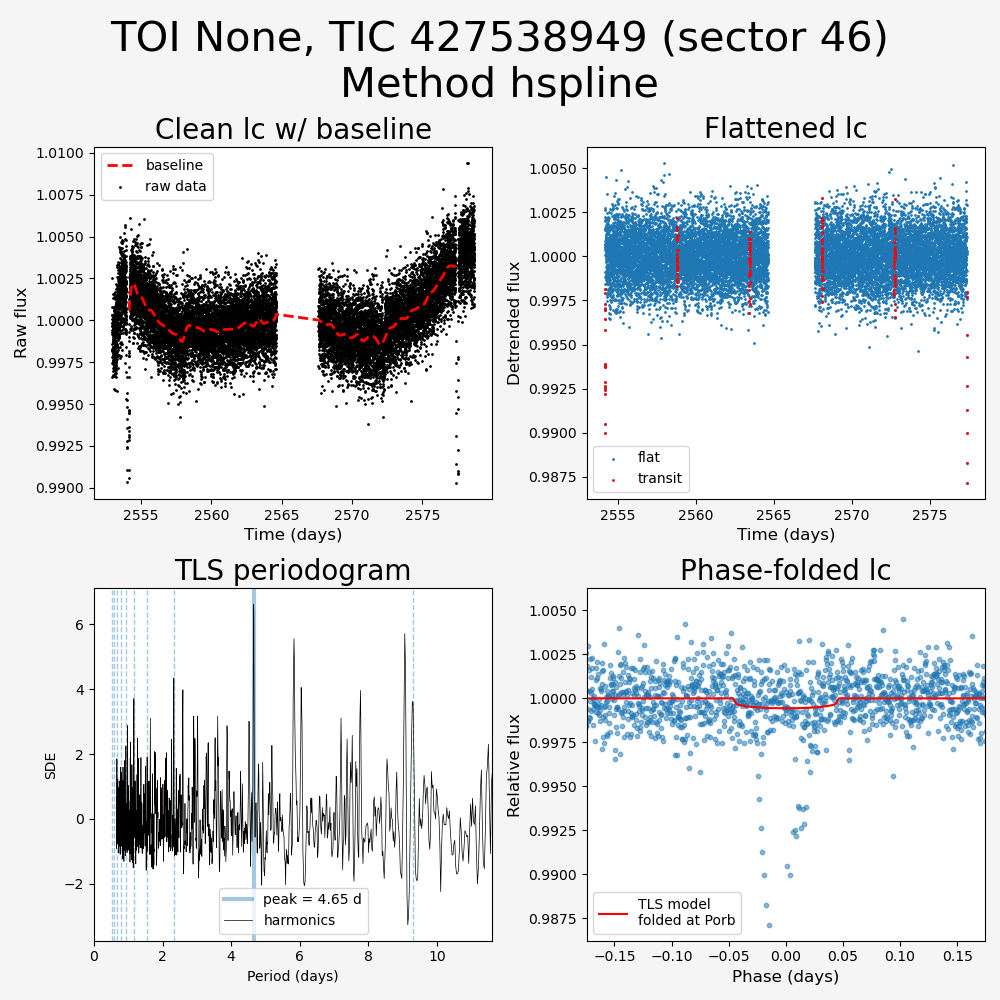 TOI None, TIC 427538949 (sector 46)
Method hspline
Clean lc w/ baseline
1.0100
1.0075
1.0050
1.0025
1.0000
0.9975
0.9950
0.9925
0.9900
Raw flux
baseline
raw data
2555
2560
2565
2570
2575
Time (days)
Flattened lc
1.0050
1.0025
1.0000
0.9975
0.9950
0.9925
0.9900
0.9875
Detrended flux
flat
transit
2555
2560
2565
2570
2575
Time (days)
TLS periodogram
6
4
2
0
−2
SDE
peak = 4.65 d
harmonics
0
2
4
6
8
10
Period (days)
Phase-folded lc
1.0050
1.0025
1.0000
0.9975
0.9950
0.9925
0.9900
0.9875
Relative flux
TLS model
folded at Porb
−0.15
−0.10
−0.05
0.00
0.05
0.10
0.15
Phase (days)